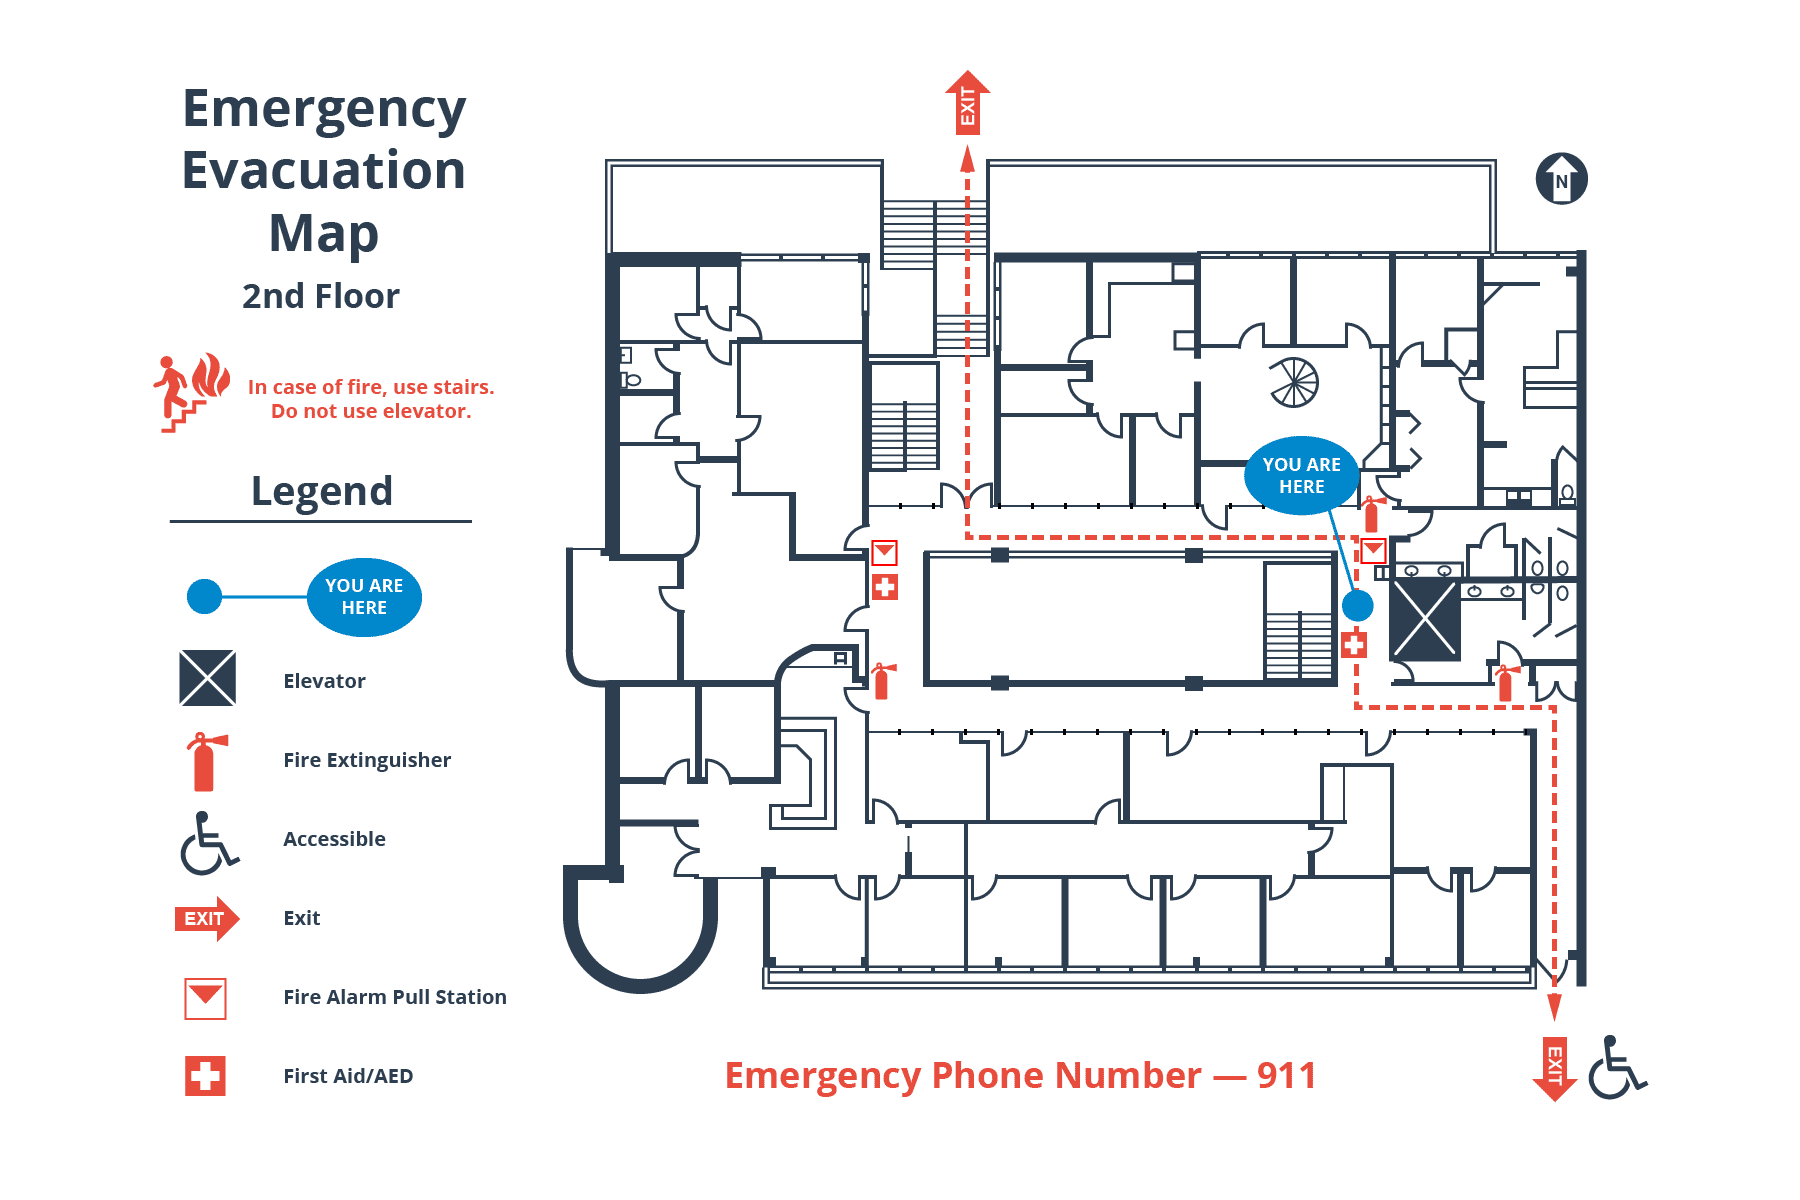 Emergency
Evacuation
Map
2nd Floor
In case of fire, use stairs.
Do not use elevator.
Legend
YOU ARE
HERE
Elevator
Fire Extinguisher
Accessible
EXIT
Exit
Fire Alarm Pull Station
First Aid/AED
EXIT
N
YOU ARE
HERE
Emergency Phone Number — 911
EXIT